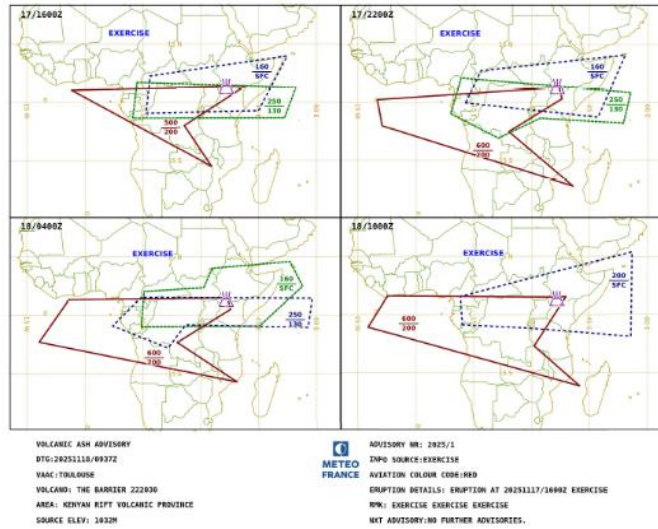 17/1600Z
EXERCISE
160
SFC
250
130
500
200
17/2200Z
EXERCISE
160
SFC
250
130
600
200
18/0400Z
EXERCISE
160
SFC
250
130
600
200
18/1000Z
EXERCISE
200
SFC
600
200
VOLCANIC ASH ADVISORY
DTG:20251118/0937Z
VAAC:TOULOUSE
VOLCANO: THE BARRIER 222030
AREA: KENYAN RIFT VOLCANIC PROVINCE
SOURCE ELEV: 1032M
METEO
FRANCE
ADVISORY NR: 2025/1
INFO SOURCE:EXERCISE
AVIATION COLOUR CODE:RED
ERUPTION DETAILS: ERUPTION AT 20251117/1600Z EXERCISE
RMK: EXERCISE EXERCISE EXERCISE
NXT ADVISORY:NO FURTHER ADVISORIES.